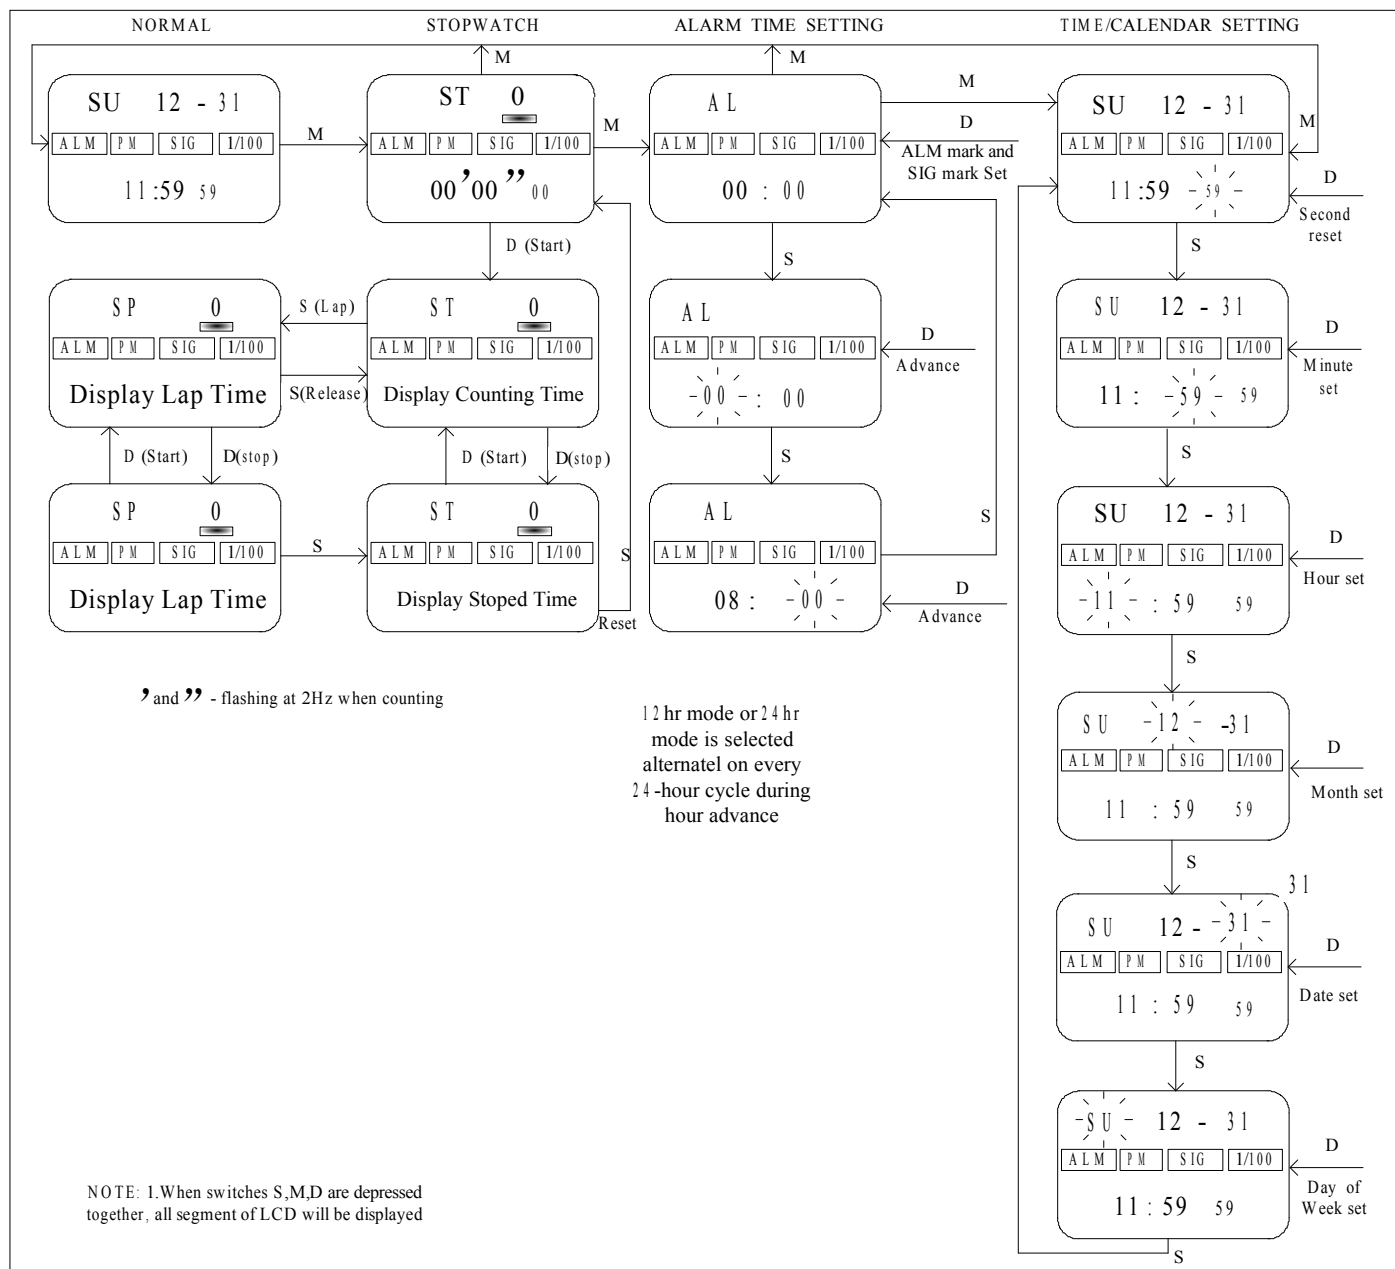 NORMAL
STOPWATCH
ALARM TIME SETTING
TIME/CALENDAR SETTING
M
M
SU 12 - 31
ALM PM SIG 1/100
11:59 59
M
ST 0
ALM PM SIG 1/100
00 ’ 00 ” 00
M
AL
ALM PM SIG 1/100
00 : 00
M
D
ALM mark and
SIG mark Set
SU 12 - 31
ALM PM SIG 1/100
11:59 - 59 -
M
D
Second
reset
D (Start)
S
S
SP 0
ALM PM SIG 1/100
Display Lap Time
S (Lap)
S(Release)
ST 0
ALM PM SIG 1/100
Display Counting Time
AL
ALM PM SIG 1/100
-00- : 00
D
Advance
SU 12 - 31
ALM PM SIG 1/100
11 : -59- 59
D
Minute
set
D (Start)
D(stop)
D (Start)
D(stop)
S
S
SP 0
ALM PM SIG 1/100
Display Lap Time
S
ST 0
ALM PM SIG 1/100
Display Stoped Time
S
Reset
AL
ALM PM SIG 1/100
08 : -00-
S
D
Advance
SU 12 - 31
ALM PM SIG 1/100
-11- : 59 59
D
Hour set
S
’ and ” - flashing at 2Hz when counting
12hr mode or 24hr
mode is selected
alternatel on every
24-hour cycle during
hour advance
SU -12- -31
ALM PM SIG 1/100
11 : 59 59
D
Month set
S
31
SU 12 - -31-
ALM PM SIG 1/100
11 : 59 59
D
Date set
S
-SU- 12 - 31
ALM PM SIG 1/100
11 : 59 59
D
Day of
Week set
S
NOTE: 1.When switches S,M,D are depressed
together, all segment of LCD will be displayed